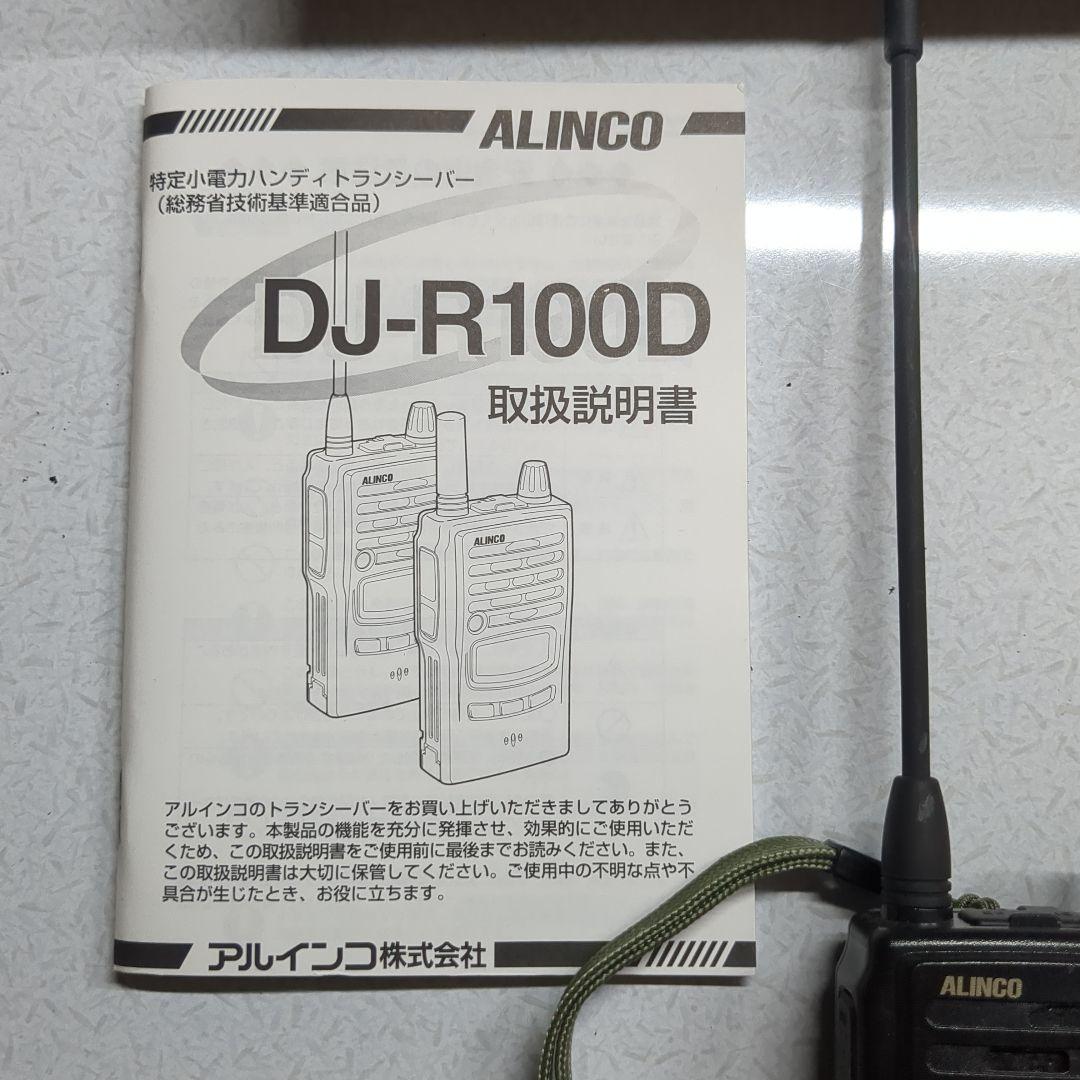 ALINCO
特定小電力ハンディトランシーバー
（総務省技術基準適合品）
DJ-R100D
取扱説明書
ALINCO
ALINCO
アルインコのトランシーバーをお買い上げいただきましてありがとう
ございます。本製品の機能を充分に発揮させ、効果的にご使用いただ
くため、この取扱説明書をご使用前に最後までお読みください。また、
この取扱説明書は大切に保管してください。ご使用中の不明な点や不
具合が生じたとき、お役に立ちます。
アルインコ株式会社
ALINCO